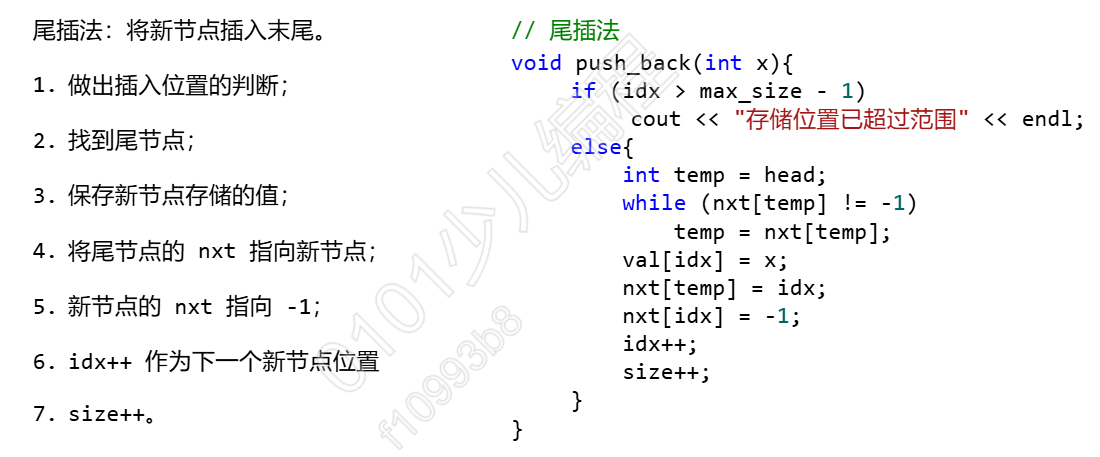 尾插法：将新节点插入末尾。
1. 做出插入位置的判断；
2. 找到尾节点；
3. 保存新节点存储的值；
4. 将尾节点的 nxt 指向新节点；
5. 新节点的 nxt 指向 -1；
6. idx++ 作为下一个新节点位置
7. size++。
// 尾插法
void push_back(int x){
if (idx > max_size - 1)
cout << "存储位置已超过范围" << endl;
else{
int temp = head;
while (nxt[temp] != -1)
temp = nxt[temp];
val[idx] = x;
nxt[temp] = idx;
nxt[idx] = -1;
idx++;
size++;
}
}
0101少儿编程
f10993b8